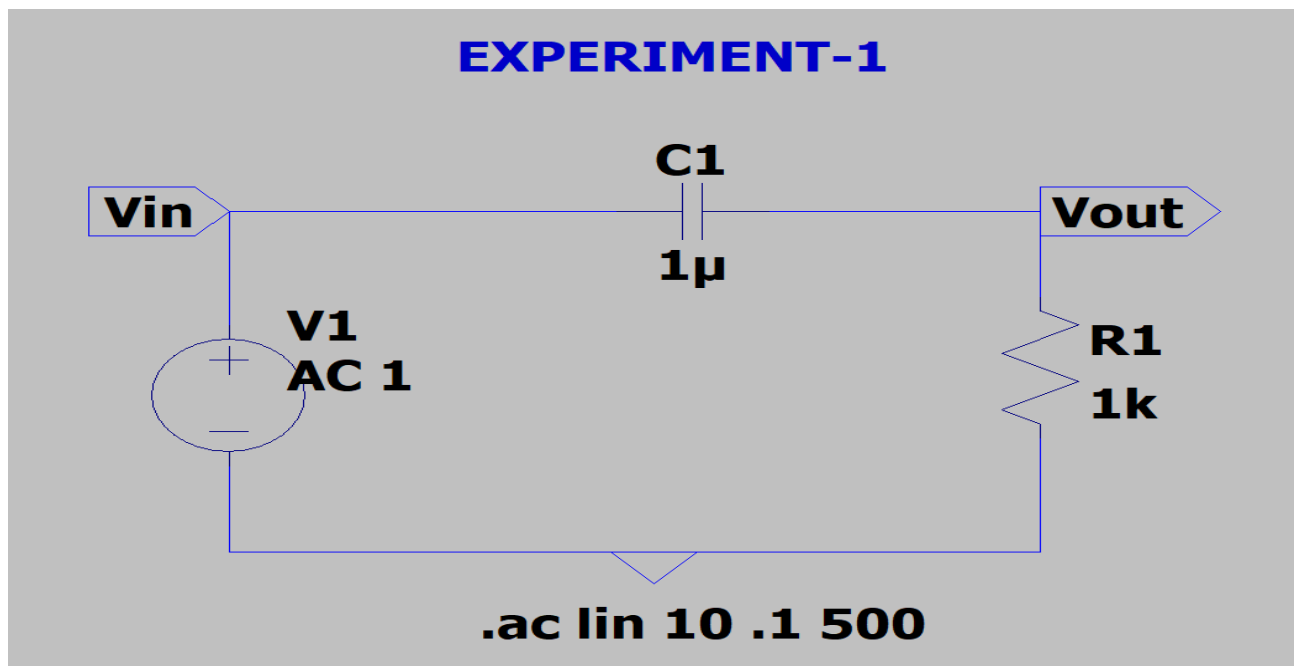 EXPERIMENT-1
C1
Vin
Vout
1µ
V1
AC 1
R1
1k
.ac lin 10 .1 500